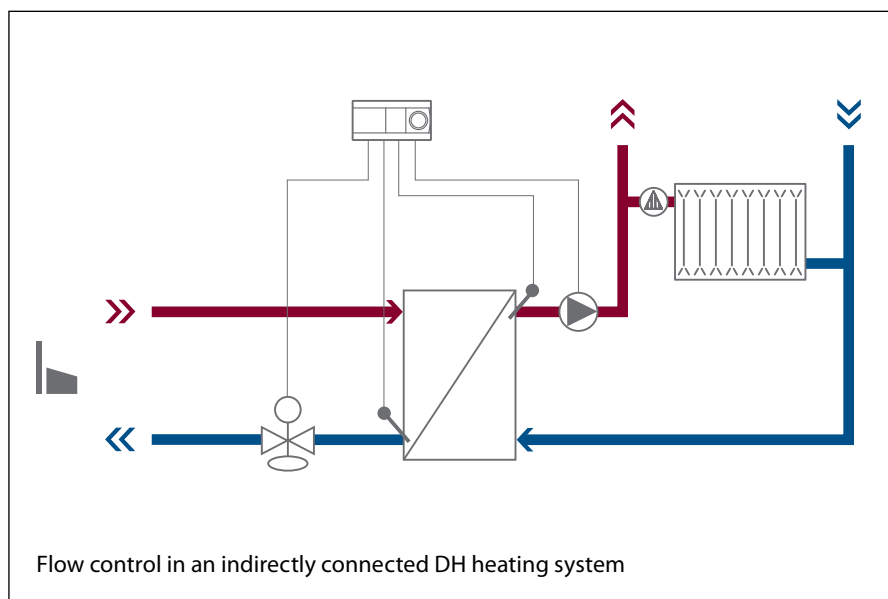 Flow control in an indirectly connected DH heating system